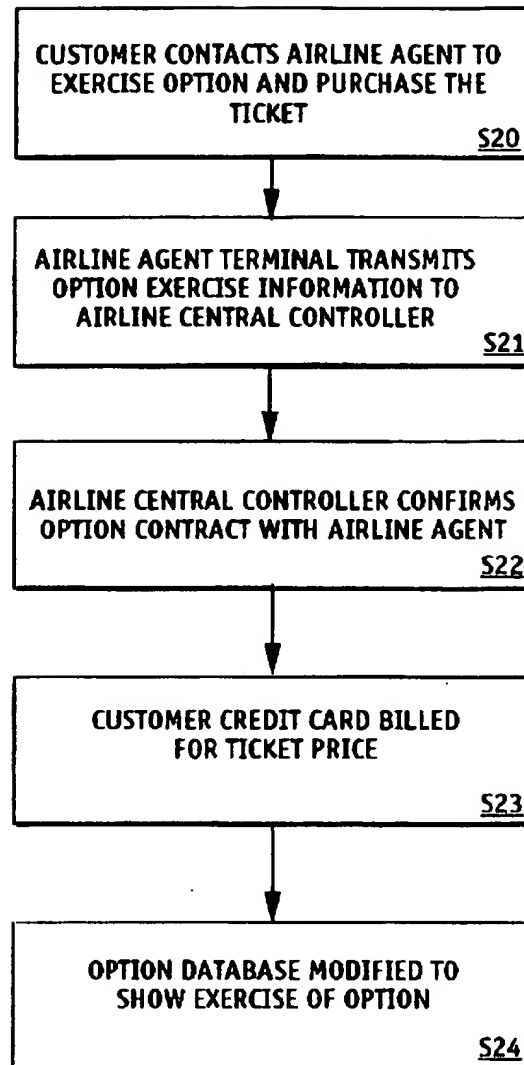 CUSTOMER CONTACTS AIRLINE AGENT TO
EXERCISE OPTION AND PURCHASE THE
TICKET
S20
AIRLINE AGENT TERMINAL TRANSMITS
OPTION EXERCISE INFORMATION TO
AIRLINE CENTRAL CONTROLLER
S21
AIRLINE CENTRAL CONTROLLER CONFIRMS
OPTION CONTRACT WITH AIRLINE AGENT
S22
CUSTOMER CREDIT CARD BILLED
FOR TICKET PRICE
S23
OPTION DATABASE MODIFIED TO
SHOW EXERCISE OF OPTION
S24